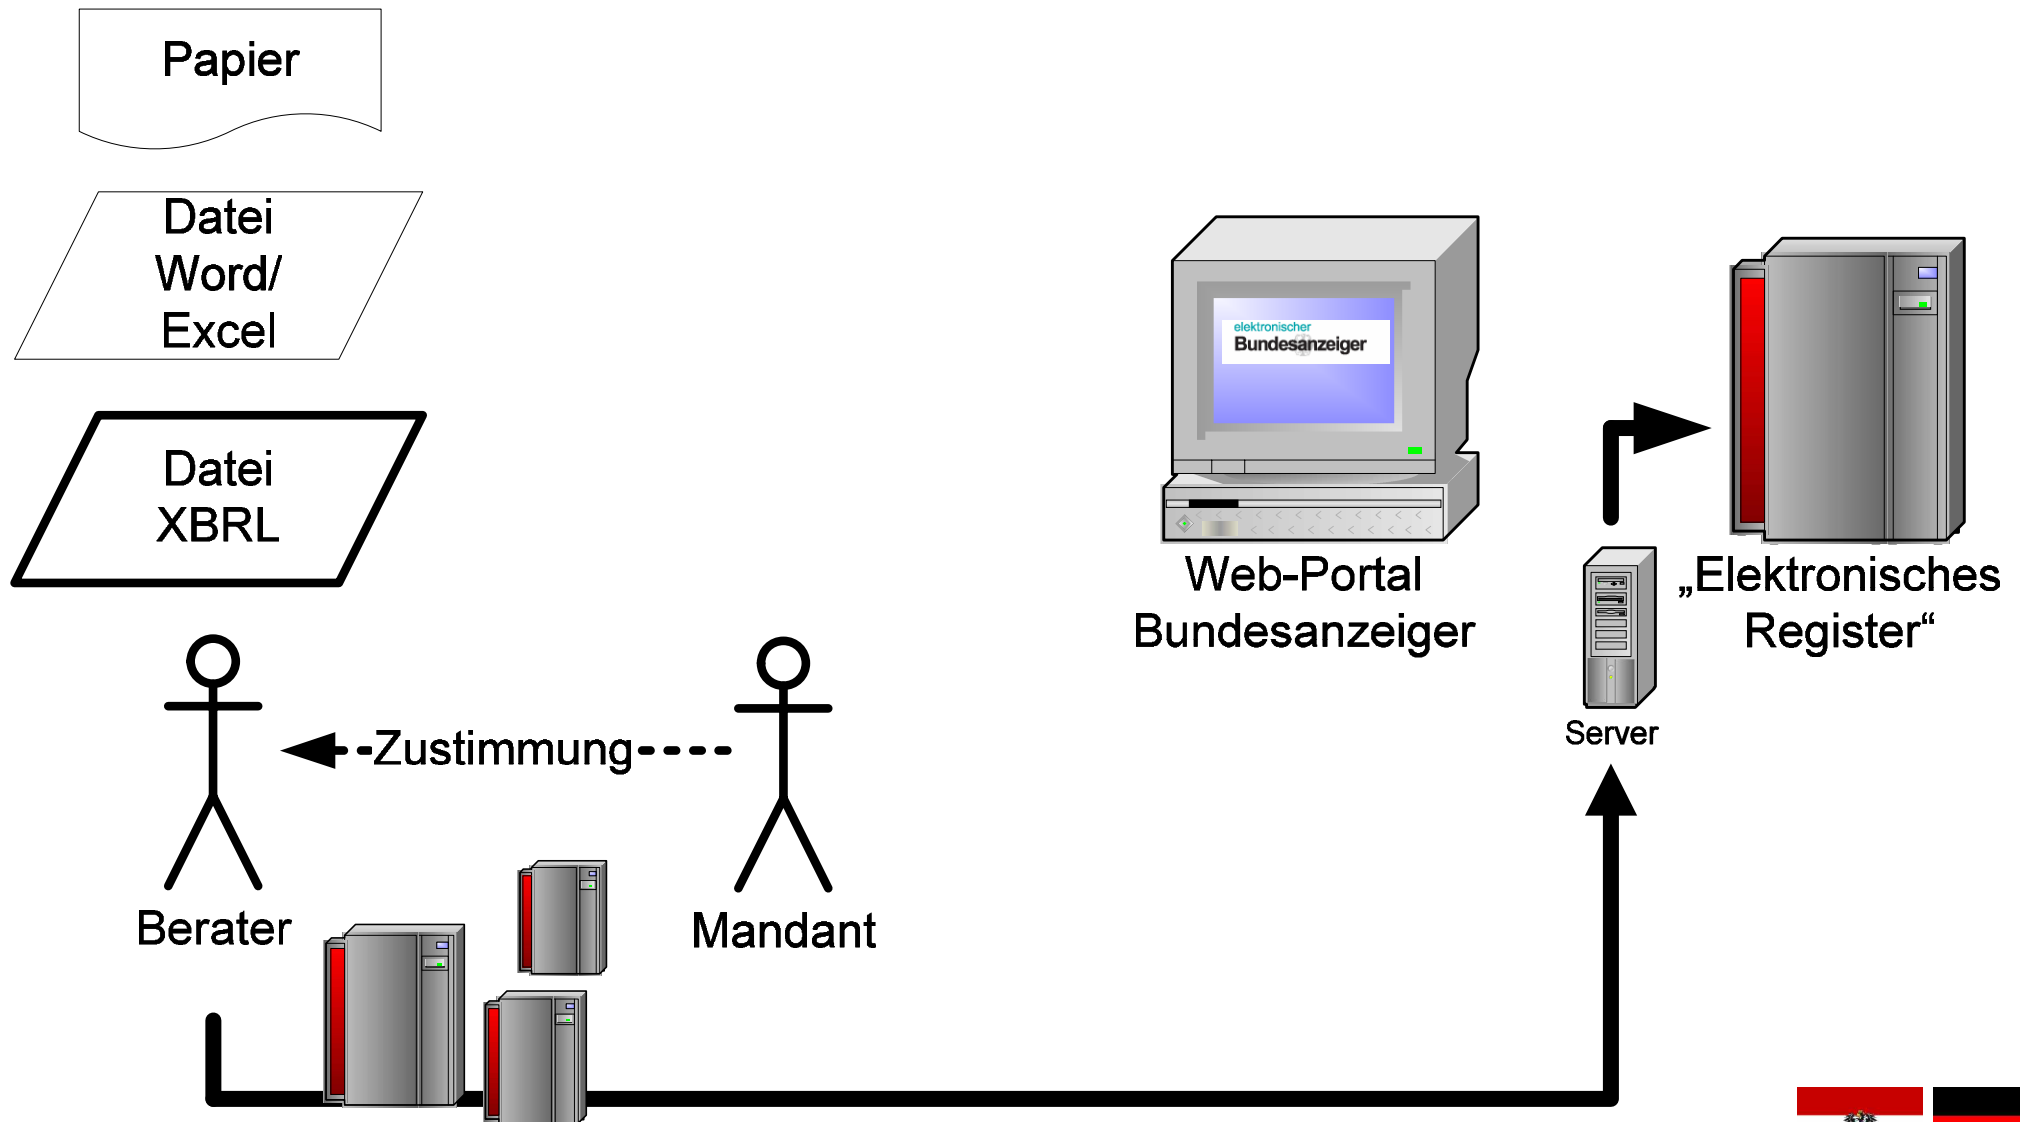 Papier
Datei
Word/
Excel
Datei
XBRL
elektronischer
Bundesanzeiger
Web-Portal
Bundesanzeiger
Server
„Elektronisches
Register“
Zustimmung
Berater
Mandant